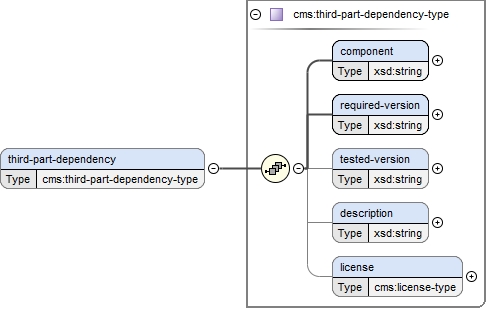 cms:third-part-dependency-type
component
Type xsd:string
required-version
Type xsd:string
third-part-dependency
Type cms:third-part-dependency-type
tested-version
Type xsd:string
description
Type xsd:string
license
Type cms:license-type